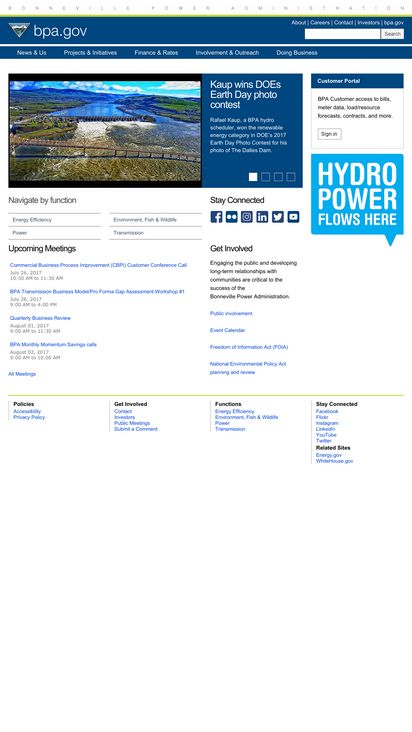 BONNEVILLE POWER ADMINISTRATION
About | Careers | Contact | Investors | bpa.gov
bpa.gov
Search
News & Us
Projects & Initiatives
Finance & Rates
Involvement & Outreach
Doing Business
Kaup wins DOEs
Earth Day photo
contest
Rafael Kaup, a BPA hydro
scheduler, won the renewable
energy category in DOE's 2017
Earth Day Photo Contest for his
photo of The Dalles Dam.
Customer Portal
BPA Customer access to bills,
meter data, load/resource
forecasts, contracts, and more.
Sign in
HYDRO
POWER
FLOWS HERE
Navigate by function
Energy Efficiency
Environment, Fish & Wildlife
Power
Transmission
Stay Connected
Upcoming Meetings
Commercial Business Process Improvement (CBPI) Customer Conference Call
July 26, 2017
10:30 AM to 11:30 AM
BPA Transmission Business Model/Pro Forma Gap Assessment Workshop #1
July 26, 2017
9:00 AM to 4:00 PM
Quarterly Business Review
August 01, 2017
9:00 AM to 11:30 AM
BPA Monthly Momentum Savings calls
August 02, 2017
9:00 AM to 10:00 AM
All Meetings
Get Involved
Engaging the public and developing
long-term relationships with
communities are critical to the
success of the
Bonneville Power Administration.
Public involvement
Event Calendar
Freedom of Information Act (FOIA)
National Environmental Policy Act
planning and review
Policies
Accessibility
Privacy Policy
Get Involved
Contact
Investors
Public Meetings
Submit a Comment
Functions
Energy Efficiency
Environment, Fish & Wildlife
Power
Transmission
Stay Connected
Facebook
Flickr
Instagram
LinkedIn
YouTube
Twitter
Related Sites
Energy.gov
WhiteHouse.gov